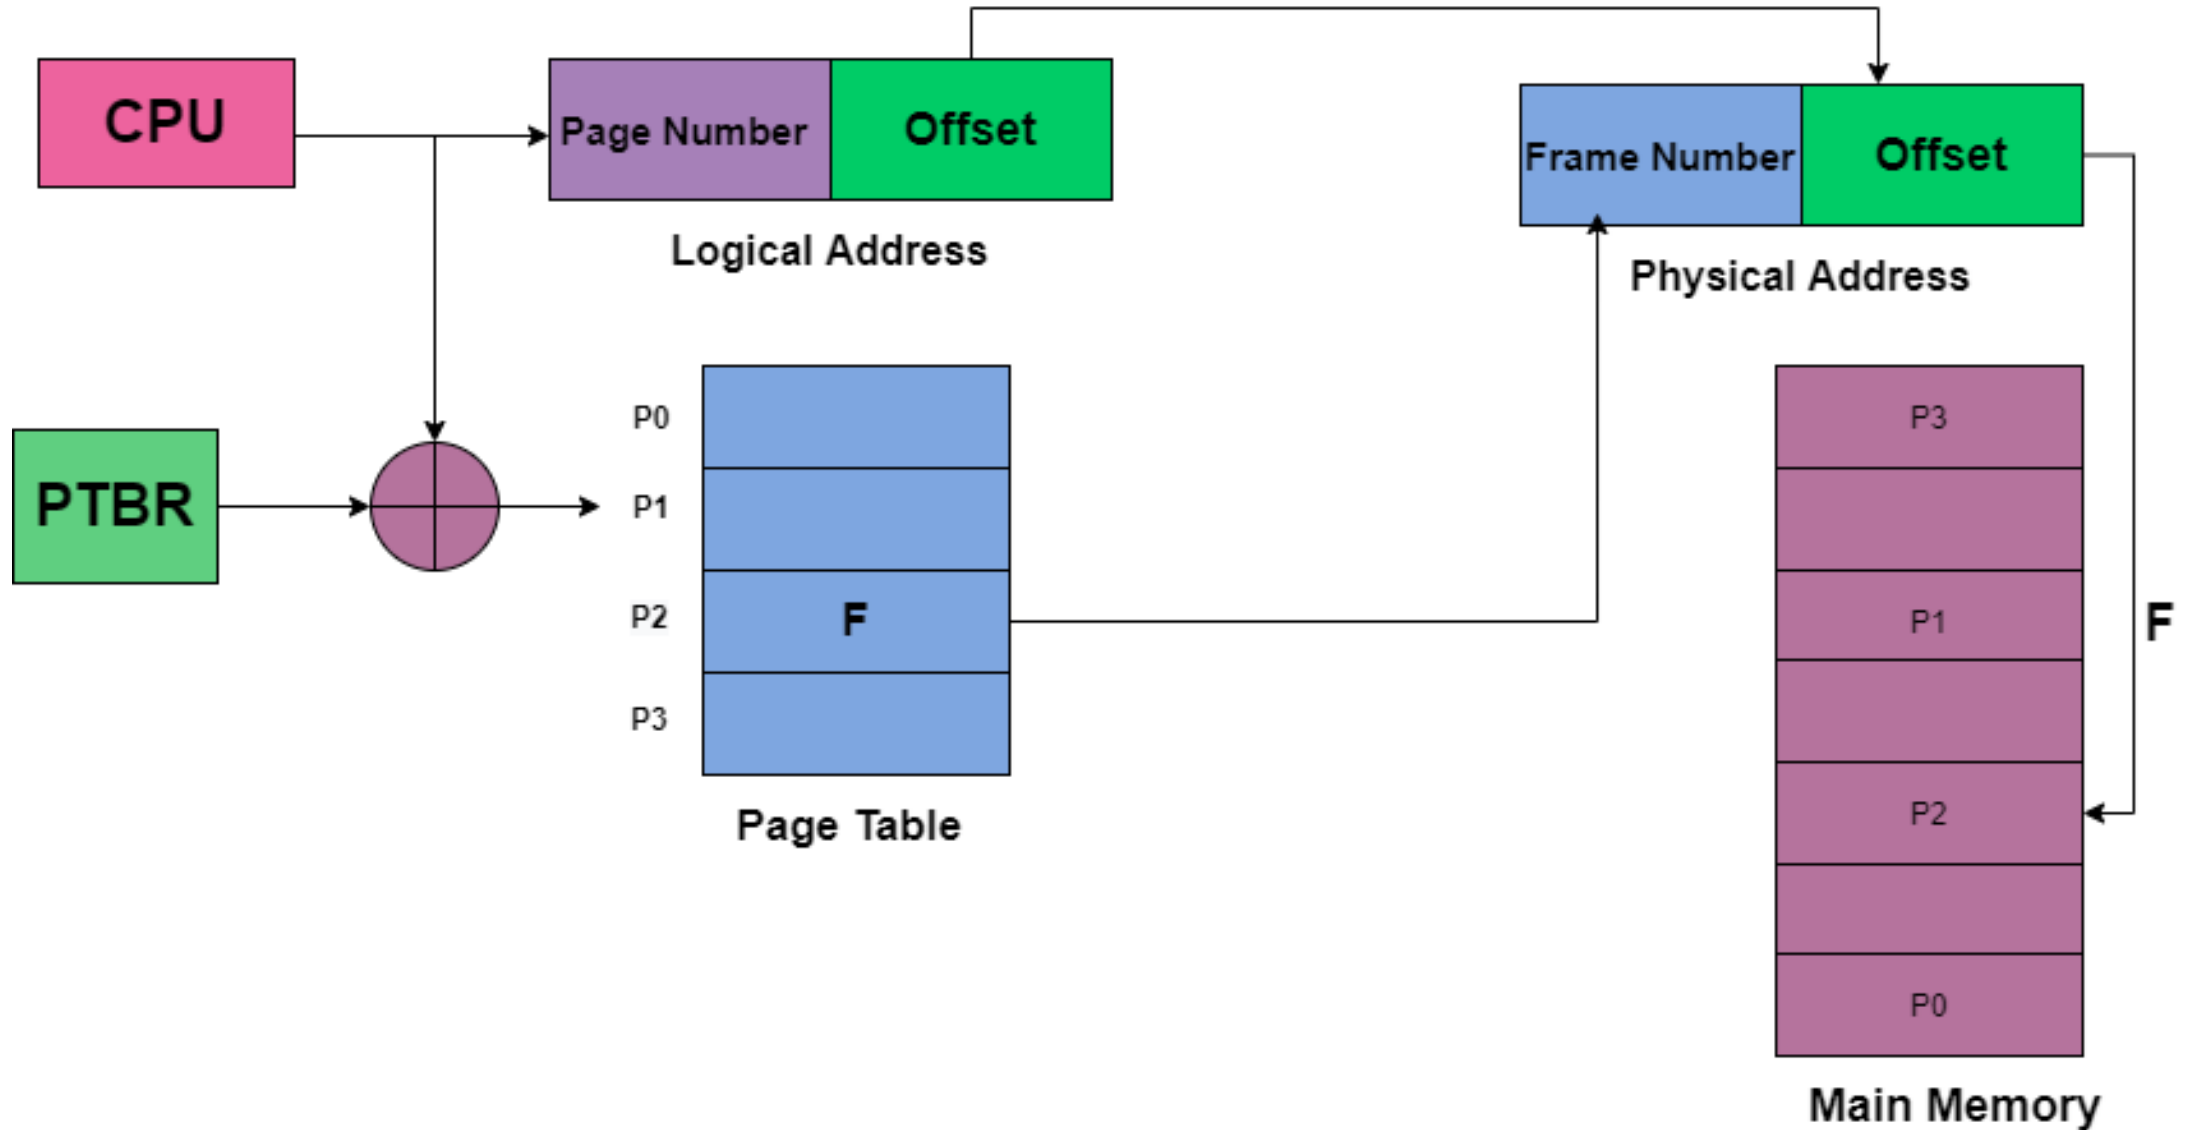 CPU
Page Number
Offset
Logical Address
Frame Number
Offset
Physical Address
PTBR
P0
P1
P2
F
P3
Page Table
P3
P1
F
P2
P0
Main Memory